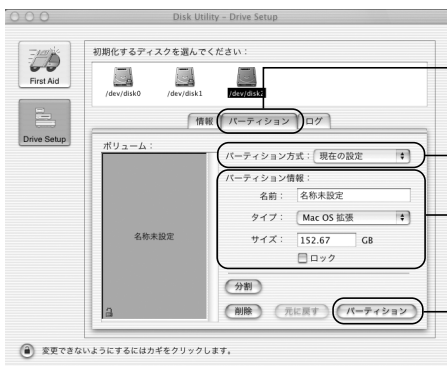 Disk Utility – Drive Setup
First Aid
Drive Setup
初期化するディスクを選んでください：
/dev/disk0 /dev/disk1 /dev/disk2
情報 パーティション ログ
ボリューム：
名称未設定
パーティション方式： 現在の設定
パーティション情報：
名前： 名称未設定
タイプ： Mac OS 拡張
サイズ： 152.67 GB
ロック
分割
削除 元に戻す パーティション
変更できないようにするにはカギをクリックします。